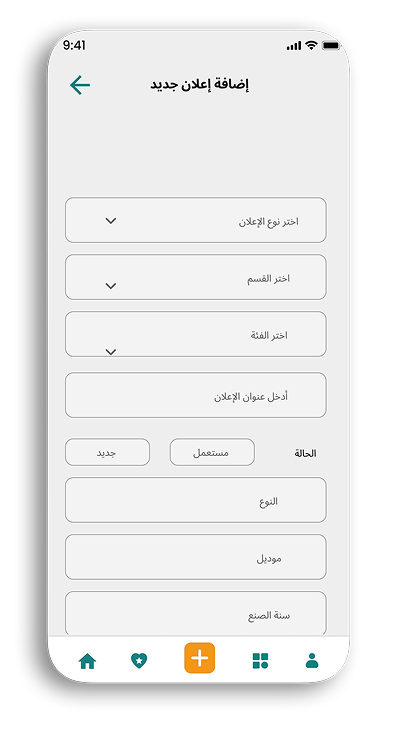 9:41
إضافة إعلان جديد
اختر نوع الإعلان
اختر القسم
اختر الفئة
أدخل عنوان الإعلان
الحالة مستعمل جديد
النوع
موديل
سنة الصنع